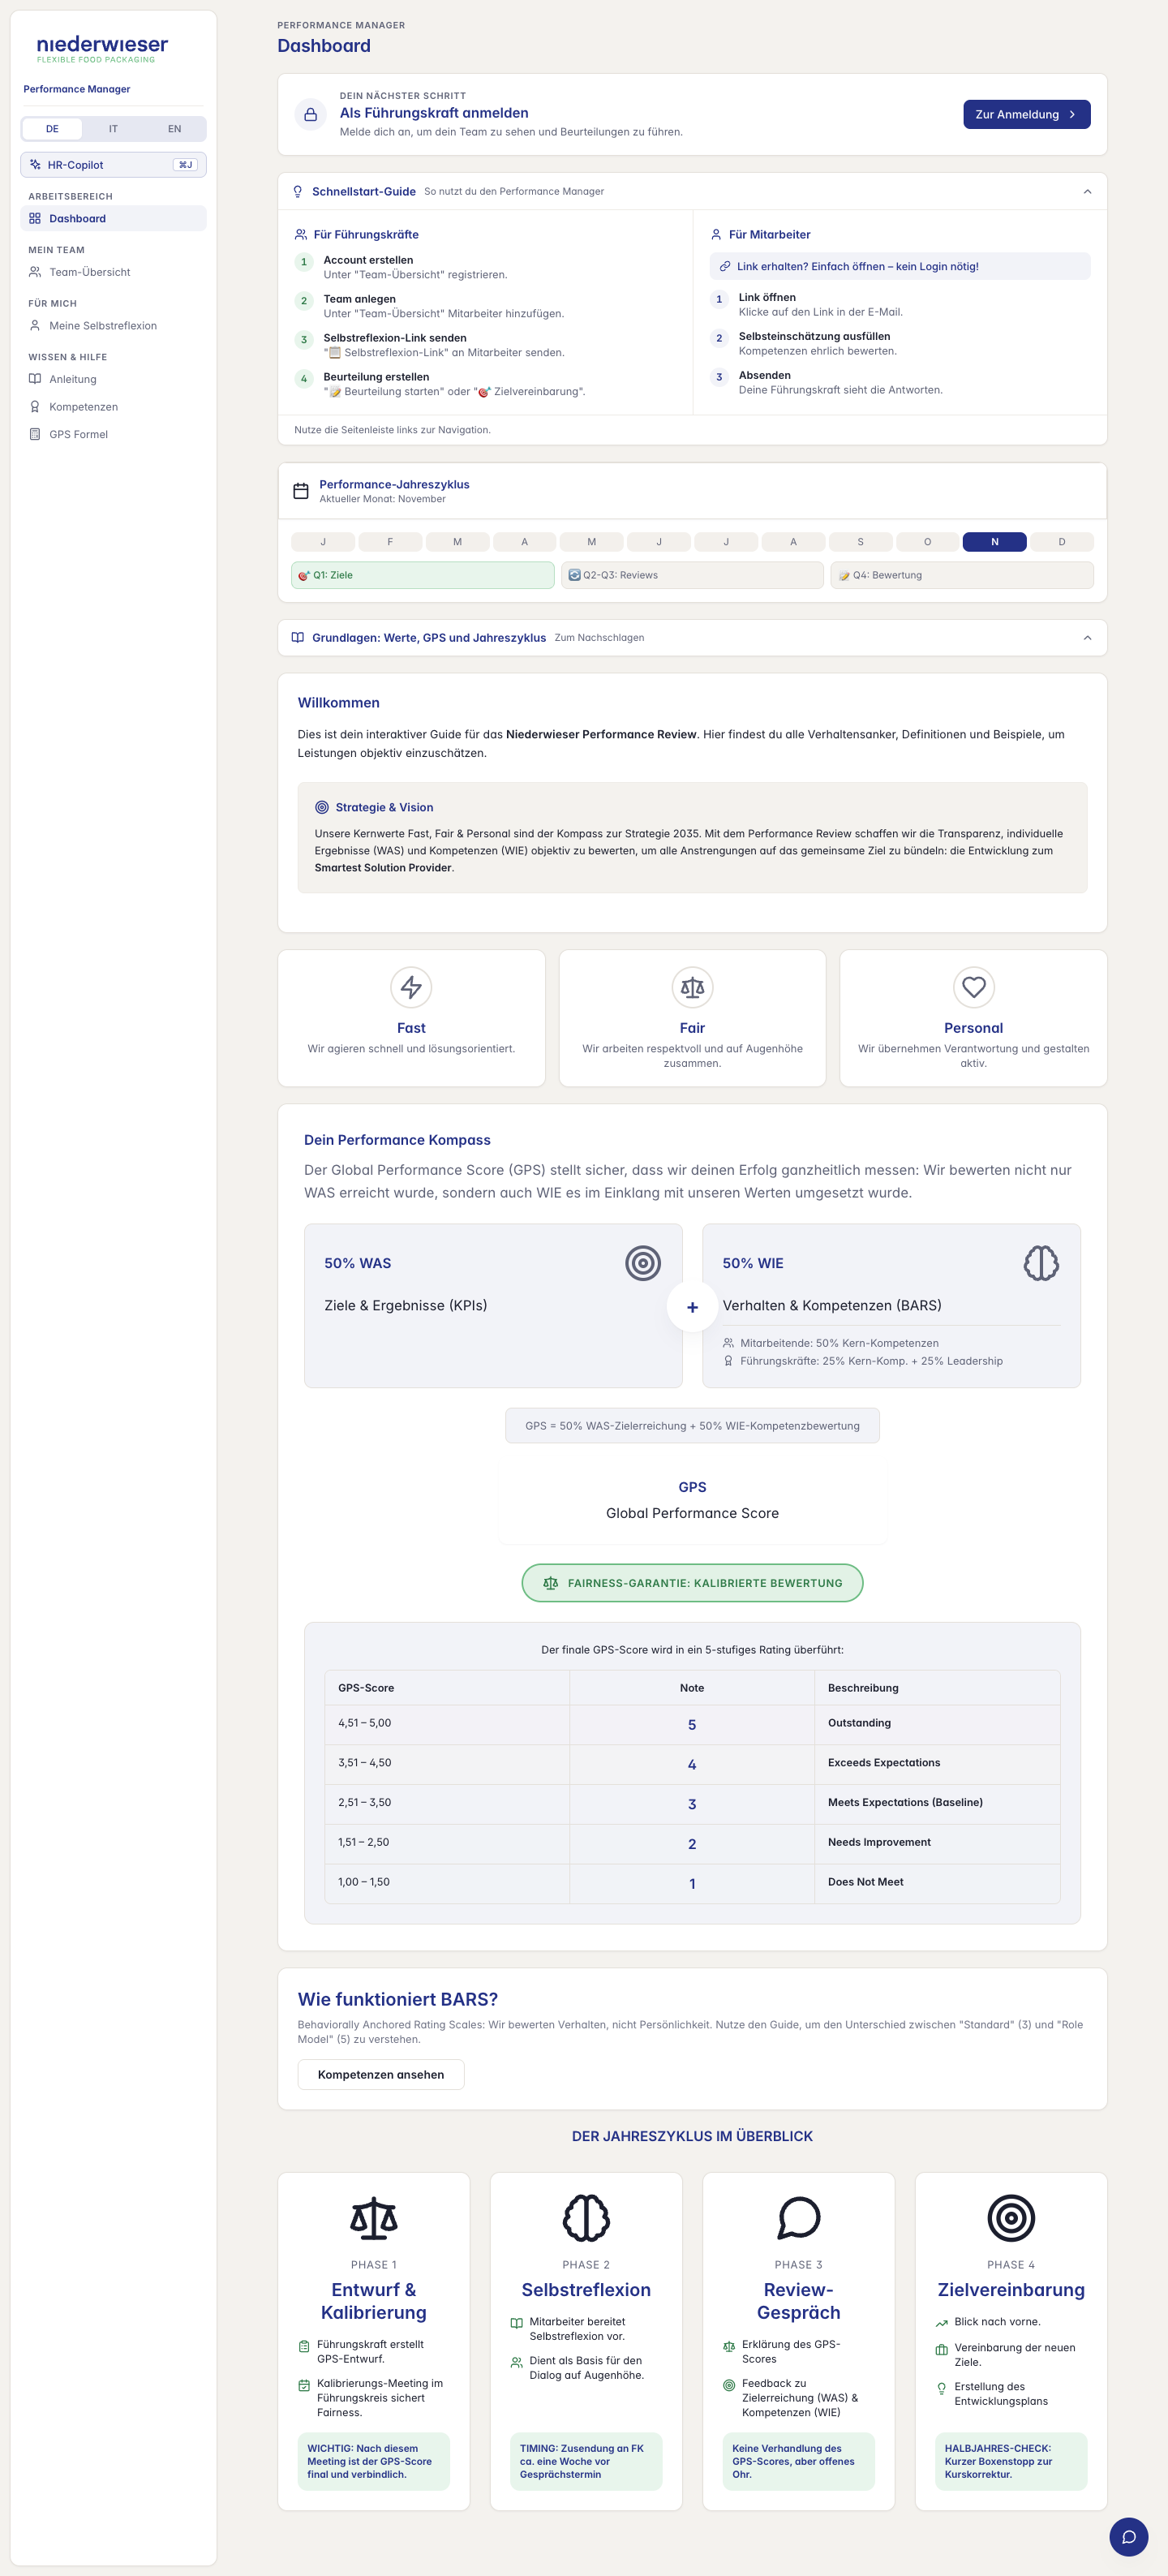 niederwieser
FLEXIBLE FOOD PACKAGING
Performance Manager
DE IT EN
HR-Copilot ⌘J
ARBEITSBEREICH
Dashboard
MEIN TEAM
Team-Übersicht
FÜR MICH
Meine Selbstreflexion
WISSEN & HILFE
Anleitung
Kompetenzen
GPS Formel
PERFORMANCE MANAGER
Dashboard
DEIN NÄCHSTER SCHRITT
Als Führungskraft anmelden
Melde dich an, um dein Team zu sehen und Beurteilungen zu führen.
Zur Anmeldung
Schnellstart-Guide So nutzt du den Performance Manager
Für Führungskräfte
1 Account erstellen
Unter "Team-Übersicht" registrieren.
2 Team anlegen
Unter "Team-Übersicht" Mitarbeiter hinzufügen.
3 Selbstreflexion-Link senden
"📋 Selbstreflexion-Link" an Mitarbeiter senden.
4 Beurteilung erstellen
"📝 Beurteilung starten" oder "🎯 Zielvereinbarung".
Für Mitarbeiter
Link erhalten? Einfach öffnen – kein Login nötig!
1 Link öffnen
Klicke auf den Link in der E-Mail.
2 Selbsteinschätzung ausfüllen
Kompetenzen ehrlich bewerten.
3 Absenden
Deine Führungskraft sieht die Antworten.
Nutze die Seitenleiste links zur Navigation.
Performance-Jahreszyklus
Aktueller Monat: November
J F M A M J J A S O N D
🎯 Q1: Ziele 🔄 Q2-Q3: Reviews 📝 Q4: Bewertung
Grundlagen: Werte, GPS und Jahreszyklus Zum Nachschlagen
Willkommen
Dies ist dein interaktiver Guide für das Niederwieser Performance Review. Hier findest du alle Verhaltensanker, Definitionen und Beispiele, um
Leistungen objektiv einzuschätzen.
Strategie & Vision
Unsere Kernwerte Fast, Fair & Personal sind der Kompass zur Strategie 2035. Mit dem Performance Review schaffen wir die Transparenz, individuelle
Ergebnisse (WAS) und Kompetenzen (WIE) objektiv zu bewerten, um alle Anstrengungen auf das gemeinsame Ziel zu bündeln: die Entwicklung zum
Smartest Solution Provider.
Fast
Wir agieren schnell und lösungsorientiert.
Fair
Wir arbeiten respektvoll und auf Augenhöhe
zusammen.
Personal
Wir übernehmen Verantwortung und gestalten
aktiv.
Dein Performance Kompass
Der Global Performance Score (GPS) stellt sicher, dass wir deinen Erfolg ganzheitlich messen: Wir bewerten nicht nur
WAS erreicht wurde, sondern auch WIE es im Einklang mit unseren Werten umgesetzt wurde.
50% WAS
Ziele & Ergebnisse (KPIs)
+
50% WIE
Verhalten & Kompetenzen (BARS)
Mitarbeitende: 50% Kern-Kompetenzen
Führungskräfte: 25% Kern-Komp. + 25% Leadership
GPS = 50% WAS-Zielerreichung + 50% WIE-Kompetenzbewertung
GPS
Global Performance Score
FAIRNESS-GARANTIE: KALIBRIERTE BEWERTUNG
Der finale GPS-Score wird in ein 5-stufiges Rating überführt:
GPS-Score Note Beschreibung
4,51 – 5,00 5 Outstanding
3,51 – 4,50 4 Exceeds Expectations
2,51 – 3,50 3 Meets Expectations (Baseline)
1,51 – 2,50 2 Needs Improvement
1,00 – 1,50 1 Does Not Meet
Wie funktioniert BARS?
Behaviorally Anchored Rating Scales: Wir bewerten Verhalten, nicht Persönlichkeit. Nutze den Guide, um den Unterschied zwischen "Standard" (3) und "Role
Model" (5) zu verstehen.
Kompetenzen ansehen
DER JAHRESZYKLUS IM ÜBERBLICK
PHASE 1
Entwurf &
Kalibrierung
Führungskraft erstellt
GPS-Entwurf.
Kalibrierungs-Meeting im
Führungskreis sichert
Fairness.
WICHTIG: Nach diesem
Meeting ist der GPS-Score
final und verbindlich.
PHASE 2
Selbstreflexion
Mitarbeiter bereitet
Selbstreflexion vor.
Dient als Basis für den
Dialog auf Augenhöhe.
TIMING: Zusendung an FK
ca. eine Woche vor
Gesprächstermin
PHASE 3
Review-
Gespräch
Erklärung des GPS-
Scores
Feedback zu
Zielerreichung (WAS) &
Kompetenzen (WIE)
Keine Verhandlung des
GPS-Scores, aber offenes
Ohr.
PHASE 4
Zielvereinbarung
Blick nach vorne.
Vereinbarung der neuen
Ziele.
Erstellung des
Entwicklungsplans
HALBJAHRES-CHECK:
Kurzer Boxenstopp zur
Kurskorrektur.